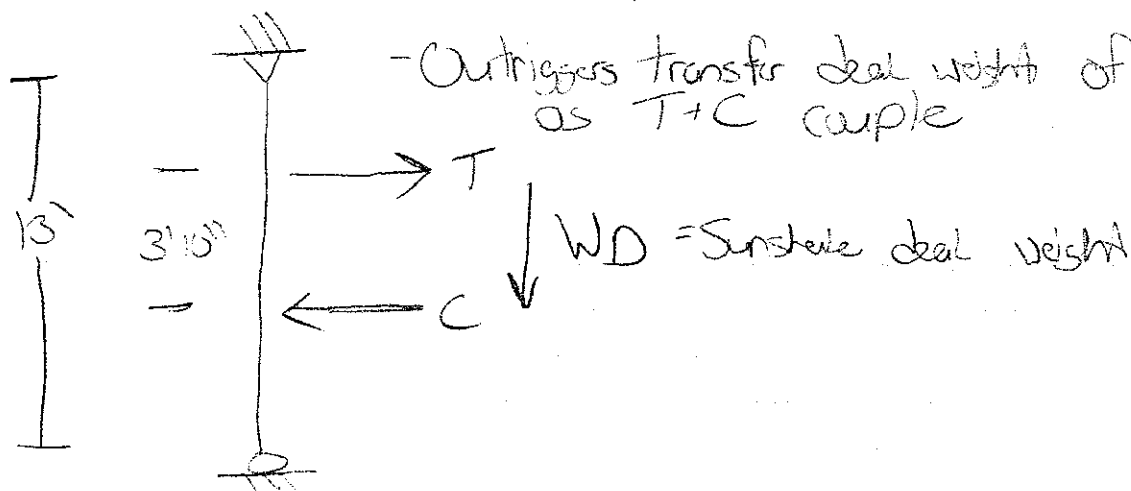 - Outriggers transfer dead weight of
as T+C couple
T
13'
3'10"
WD = Sunshade dead weight
C